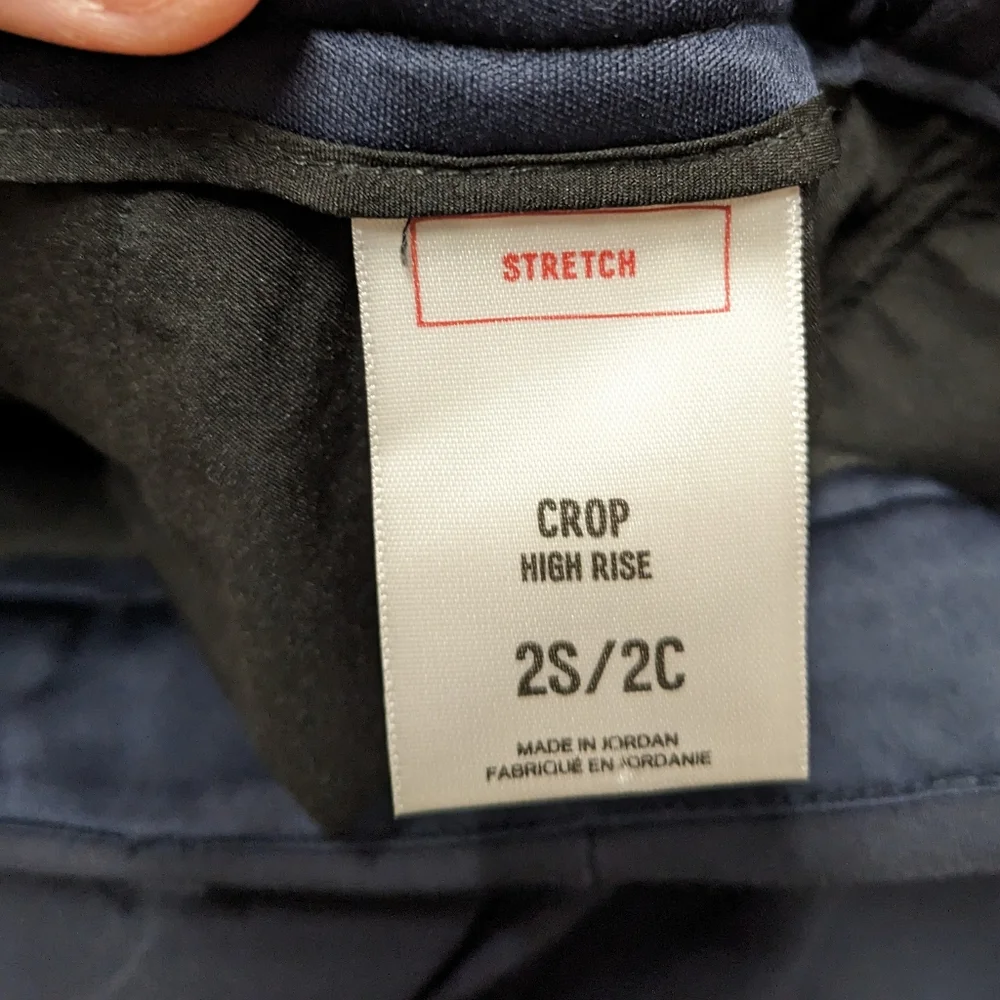 STRETCH
CROP
HIGH RISE
2S/2C
MADE IN JORDAN
FABRIQUÉ EN JORDANIE